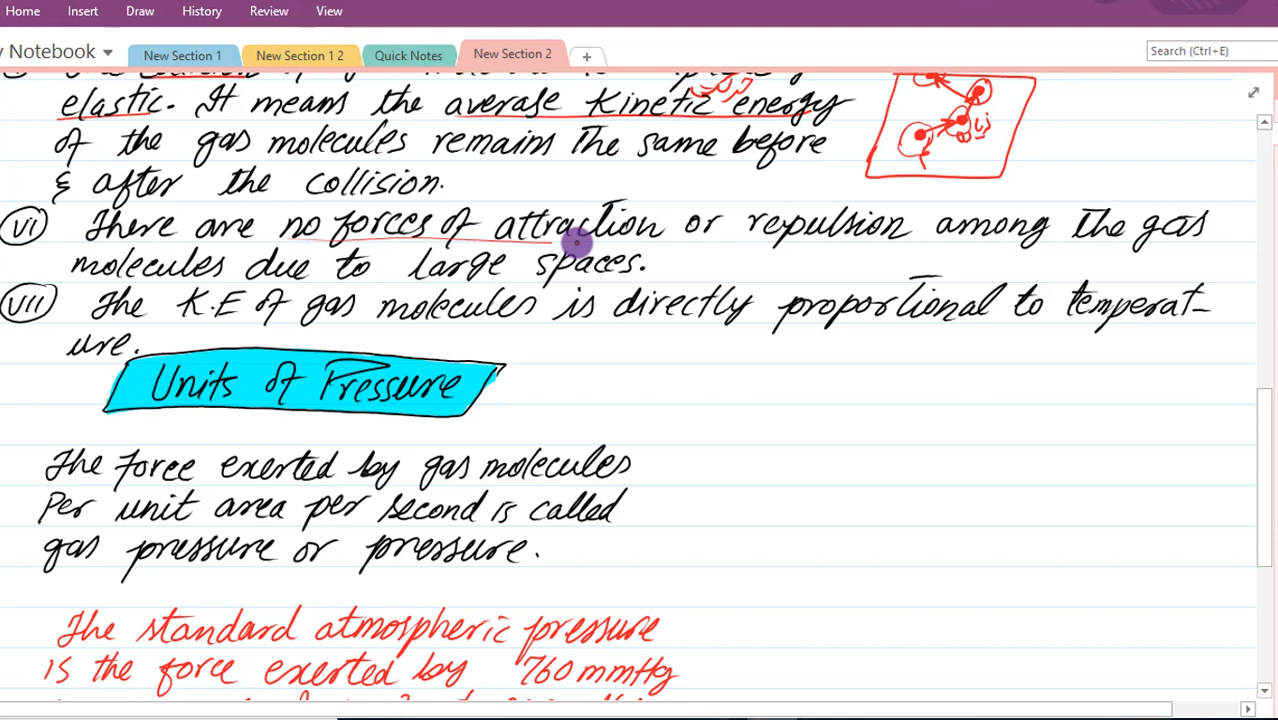 Home Insert Draw History Review View
y Notebook New Section 1 New Section 1 2 Quick Notes New Section 2 + Search (Ctrl+E)
elastic. It means the average kinetic energy
of the gas molecules remains the same before
& after the collision.
(vi) There are no forces of attraction or repulsion among the gas
molecules due to large spaces.
(vii) The K.E of gas molecules is directly proportional to temperat-
ure.
Units of Pressure
The force exerted by gas molecules
Per unit area per second is called
gas pressure or pressure.
The standard atmospheric pressure
is the force exerted by 760 mmHg